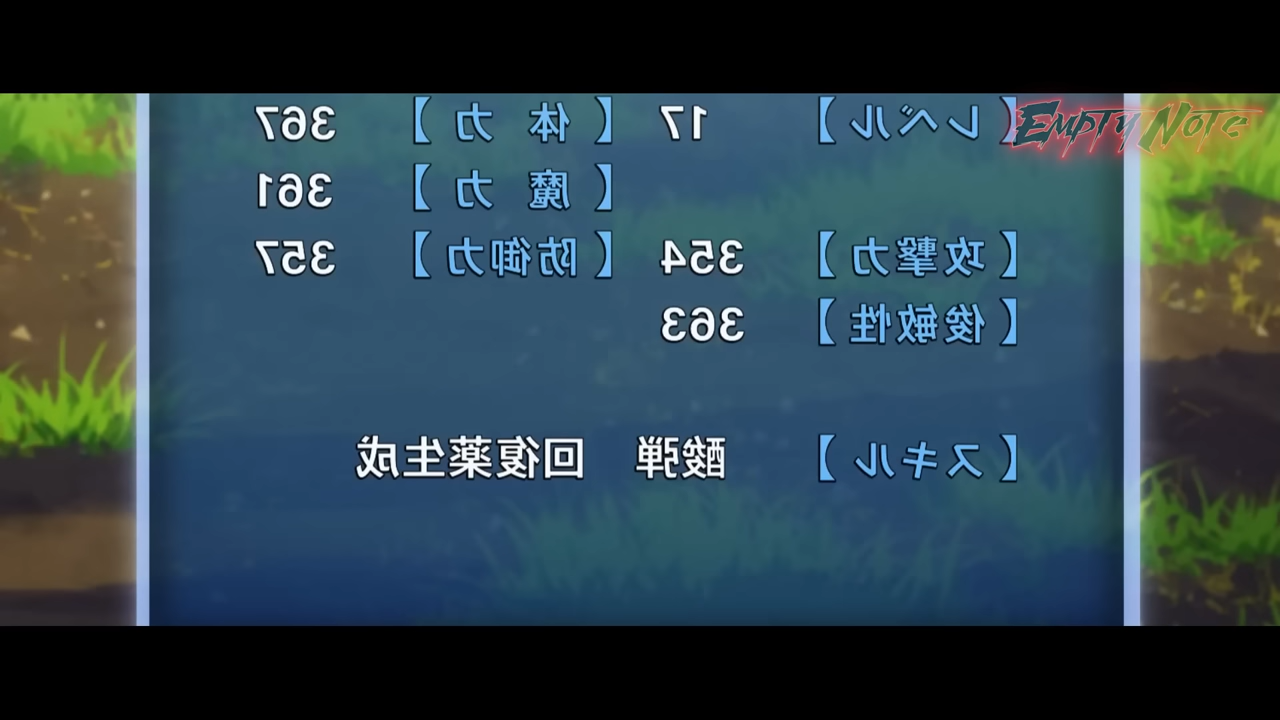 EMPTY NOTE
【レベル】 17 【体 力】 367
【魔 力】 361
【攻撃力】 354 【防御力】 357
【俊敏性】 363
【スキル】 酸弾 回復薬生成